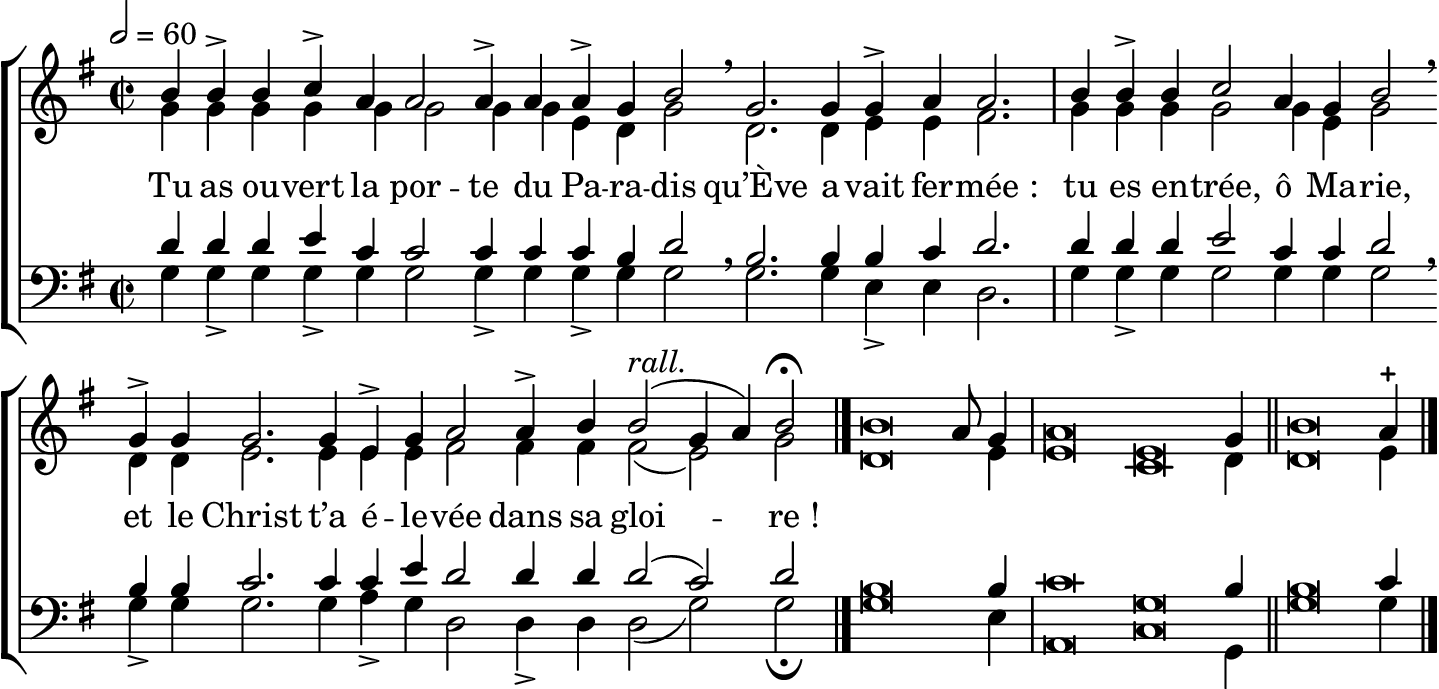 = 60
Tu as ouvert la por - te du Pa - ra - dis qu’Ève a vait fermée : tu es entrée, ô Marie,
rall.
et le Christ t’a é - levée dans sa gloi - re !